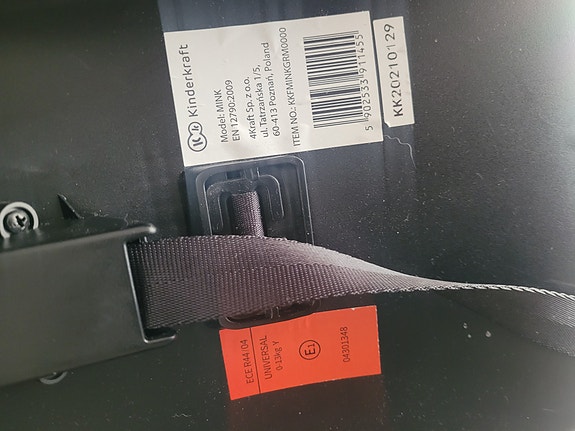 Kinderkraft
Model: MINK
EN 12790:2009
4Kraft Sp. z o.o.
ul. Tatrzańska 1/5,
60-413 Poznań, Poland
ITEM NO.: KKFMINKGRM0000
5 902533 911455
KK20210129
ECE R44/04
UNIVERSAL
0-13kg Y
E1
04301348